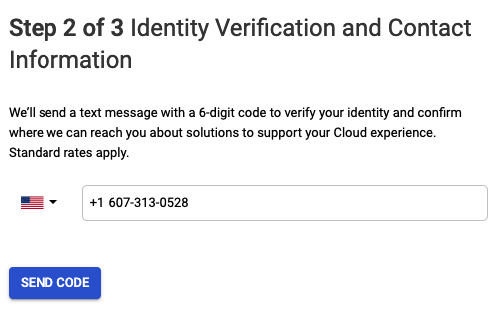 Step 2 of 3 Identity Verification and Contact
Information
We'll send a text message with a 6-digit code to verify your identity and confirm
where we can reach you about solutions to support your Cloud experience.
Standard rates apply.
+1 607-313-0528
SEND CODE